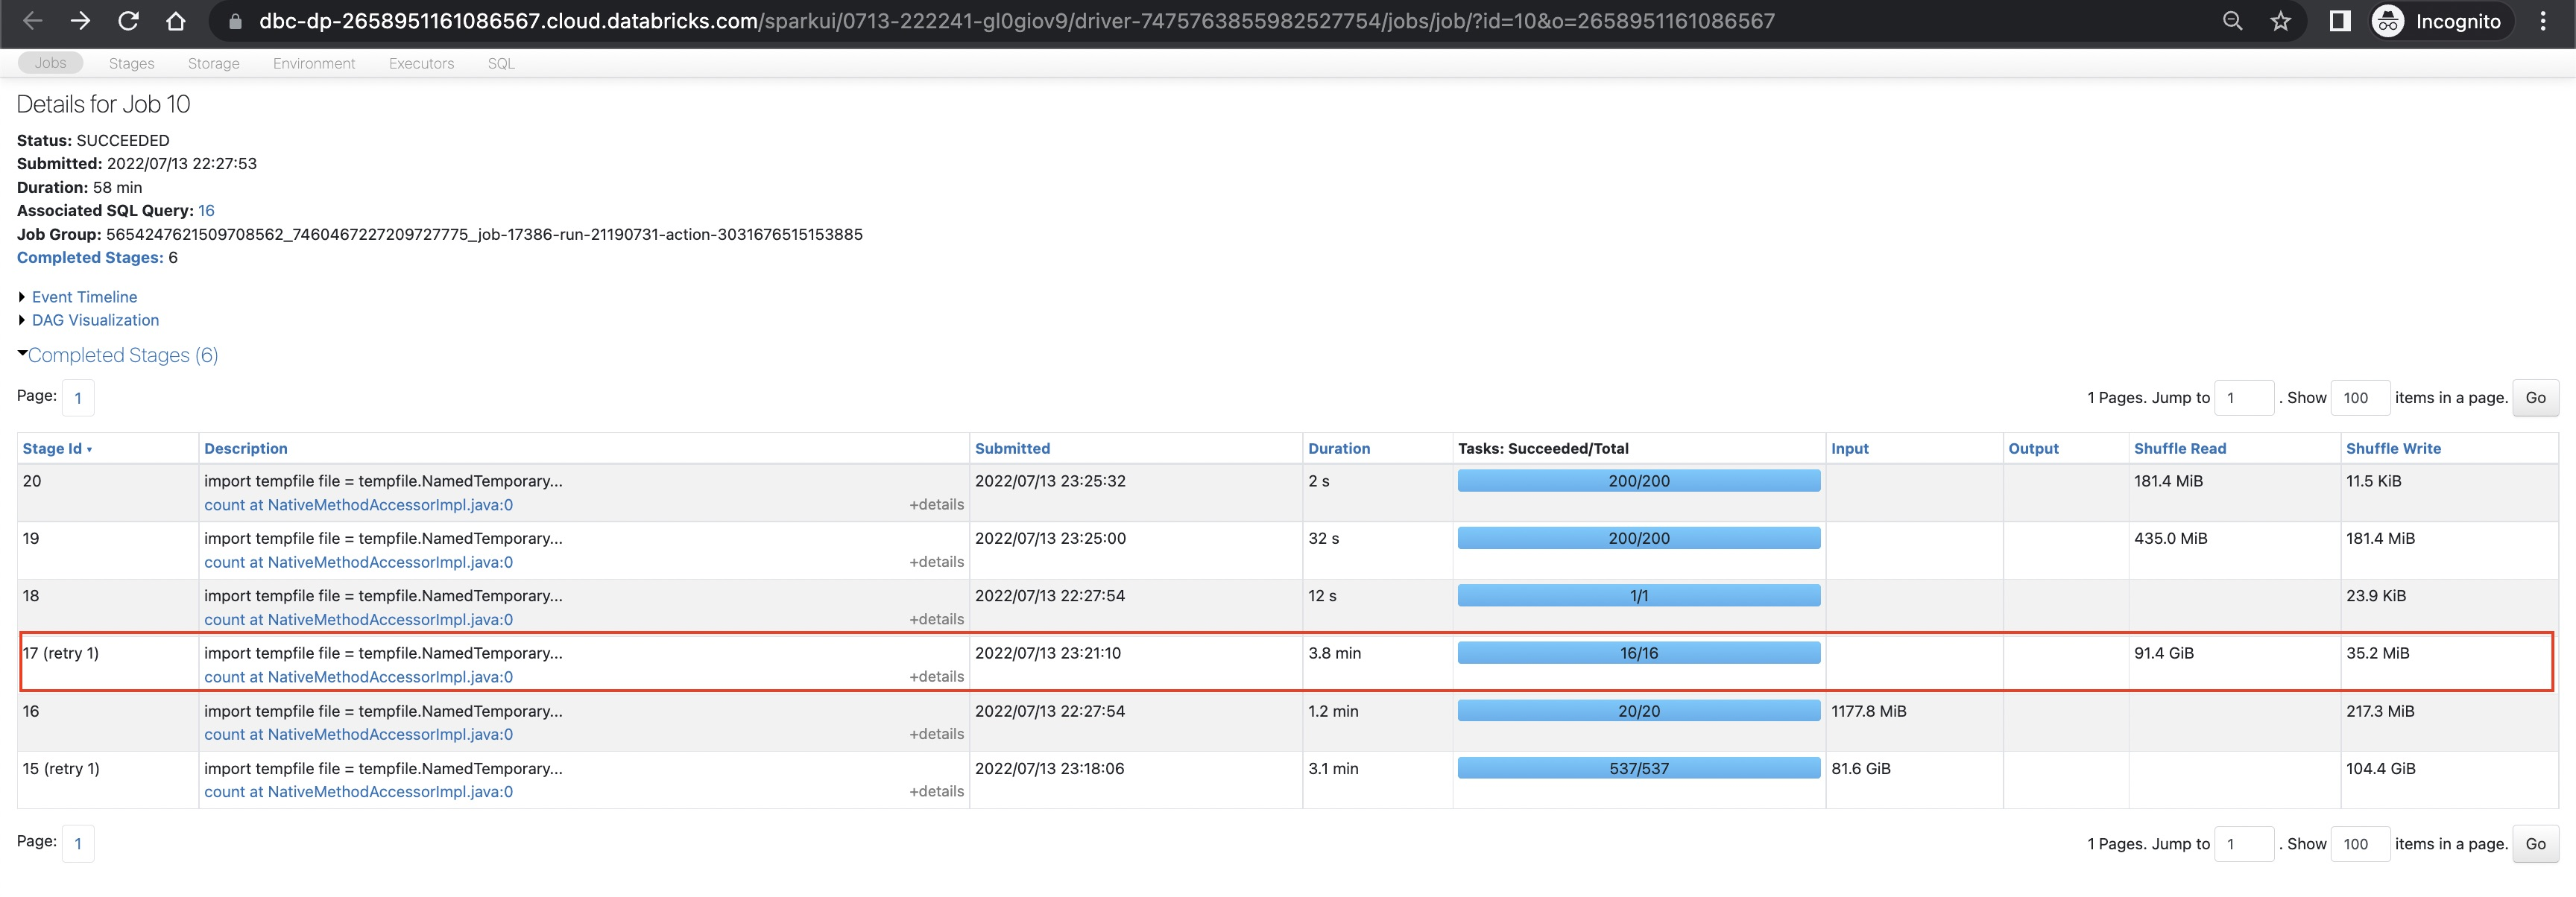 dbc-dp-2658951161086567.cloud.databricks.com/sparkui/0713-222241-gl0giov9/driver-7475763855982527754/jobs/job/?id=10&o=2658951161086567 Incognito
Jobs Stages Storage Environment Executors SQL
Details for Job 10
Status: SUCCEEDED
Submitted: 2022/07/13 22:27:53
Duration: 58 min
Associated SQL Query: 16
Job Group: 5654247621509708562_7460467227209727775_job-17386-run-21190731-action-3031676515153885
Completed Stages: 6
Event Timeline
DAG Visualization
Completed Stages (6)
Page: 1 1 Pages. Jump to 1 . Show 100 items in a page. Go
Stage Id Description Submitted Duration Tasks: Succeeded/Total Input Output Shuffle Read Shuffle Write
20 import tempfile file = tempfile.NamedTemporary... 2022/07/13 23:25:32 2 s 200/200 181.4 MiB 11.5 KiB
count at NativeMethodAccessorImpl.java:0 +details
19 import tempfile file = tempfile.NamedTemporary... 2022/07/13 23:25:00 32 s 200/200 435.0 MiB 181.4 MiB
count at NativeMethodAccessorImpl.java:0 +details
18 import tempfile file = tempfile.NamedTemporary... 2022/07/13 22:27:54 12 s 1/1 23.9 KiB
count at NativeMethodAccessorImpl.java:0 +details
17 (retry 1) import tempfile file = tempfile.NamedTemporary... 2022/07/13 23:21:10 3.8 min 16/16 91.4 GiB 35.2 MiB
count at NativeMethodAccessorImpl.java:0 +details
16 import tempfile file = tempfile.NamedTemporary... 2022/07/13 22:27:54 1.2 min 20/20 1177.8 MiB 217.3 MiB
count at NativeMethodAccessorImpl.java:0 +details
15 (retry 1) import tempfile file = tempfile.NamedTemporary... 2022/07/13 23:18:06 3.1 min 537/537 81.6 GiB 104.4 GiB
count at NativeMethodAccessorImpl.java:0 +details
Page: 1 1 Pages. Jump to 1 . Show 100 items in a page. Go